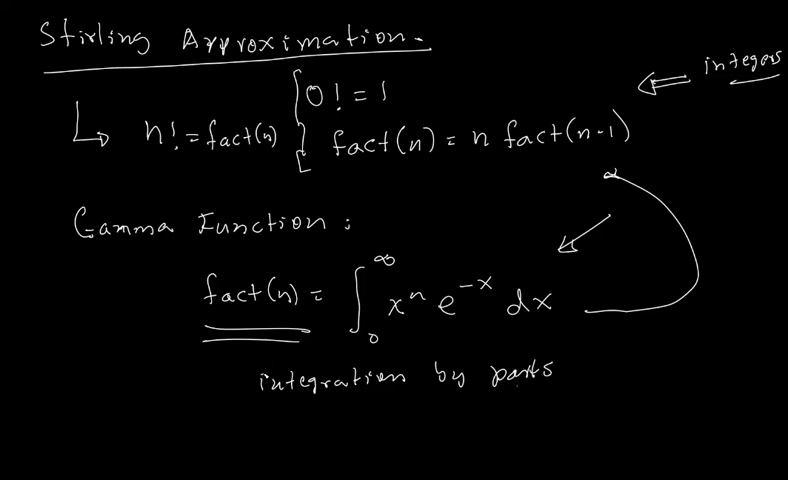 Stirling Approximation.
integers
0! = 1
n! = fact(n) { fact(n) = n fact(n-1)
Gamma Function :
fact(n) = ∫₀^∞ xⁿ e^{-x} dx
integration by parts